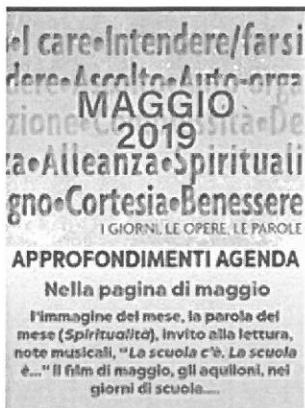 •I care•Intendere/farsi
dere•Ascolto•Auto-orga
MAGGIO
zione
2019
za•Alleanza•Spirituali
gno•Cortesia•Benessere
I GIORNI, LE OPERE, LE PAROLE
APPROFONDIMENTI AGENDA
Nella pagina di maggio
l'immagine del mese, la parola del
mese (Spiritualità), invito alla lettura,
note musicali, "La scuola c'è. La scuola
è..." Il film di maggio, gli aquiloni, nei
giorni di scuola....